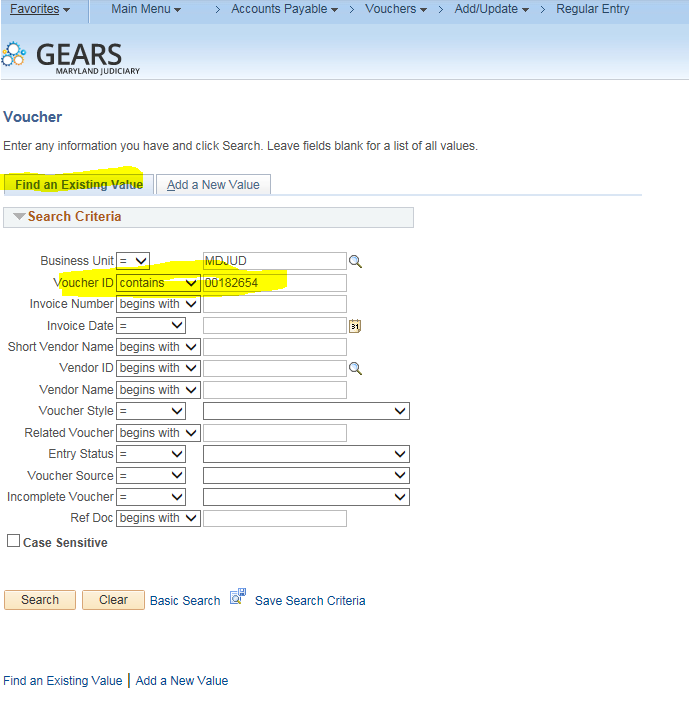 Favorites Main Menu > Accounts Payable > Vouchers > Add/Update > Regular Entry
GEARS
MARYLAND JUDICIARY
Voucher
Enter any information you have and click Search. Leave fields blank for a list of all values.
Find an Existing Value Add a New Value
Search Criteria
Business Unit = MDJUD
Voucher ID contains 00182654
Invoice Number begins with
Invoice Date = 31
Short Vendor Name begins with
Vendor ID begins with
Vendor Name begins with
Voucher Style =
Related Voucher begins with
Entry Status =
Voucher Source =
Incomplete Voucher =
Ref Doc begins with
Case Sensitive
Search Clear Basic Search Save Search Criteria
Find an Existing Value | Add a New Value